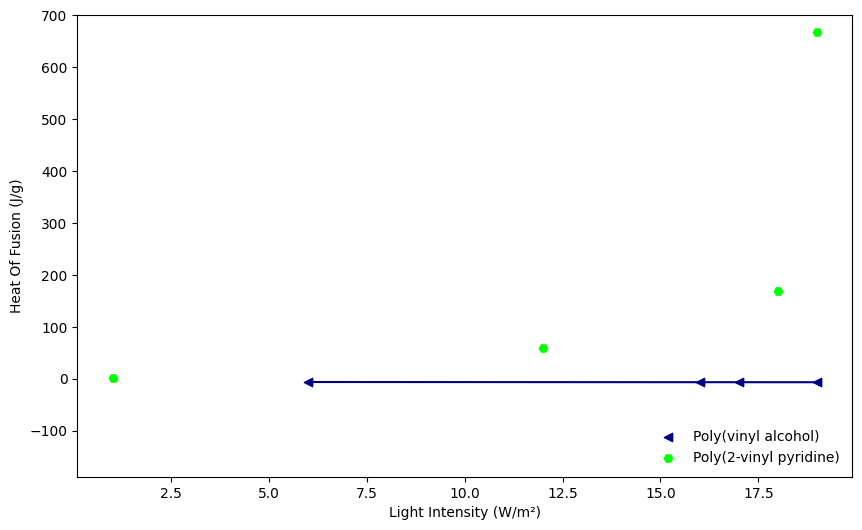 700
600
500
400
300
200
100
0
−100
Heat Of Fusion (J/g)
Poly(vinyl alcohol)
Poly(2-vinyl pyridine)
2.5 5.0 7.5 10.0 12.5 15.0 17.5
Light Intensity (W/m²)